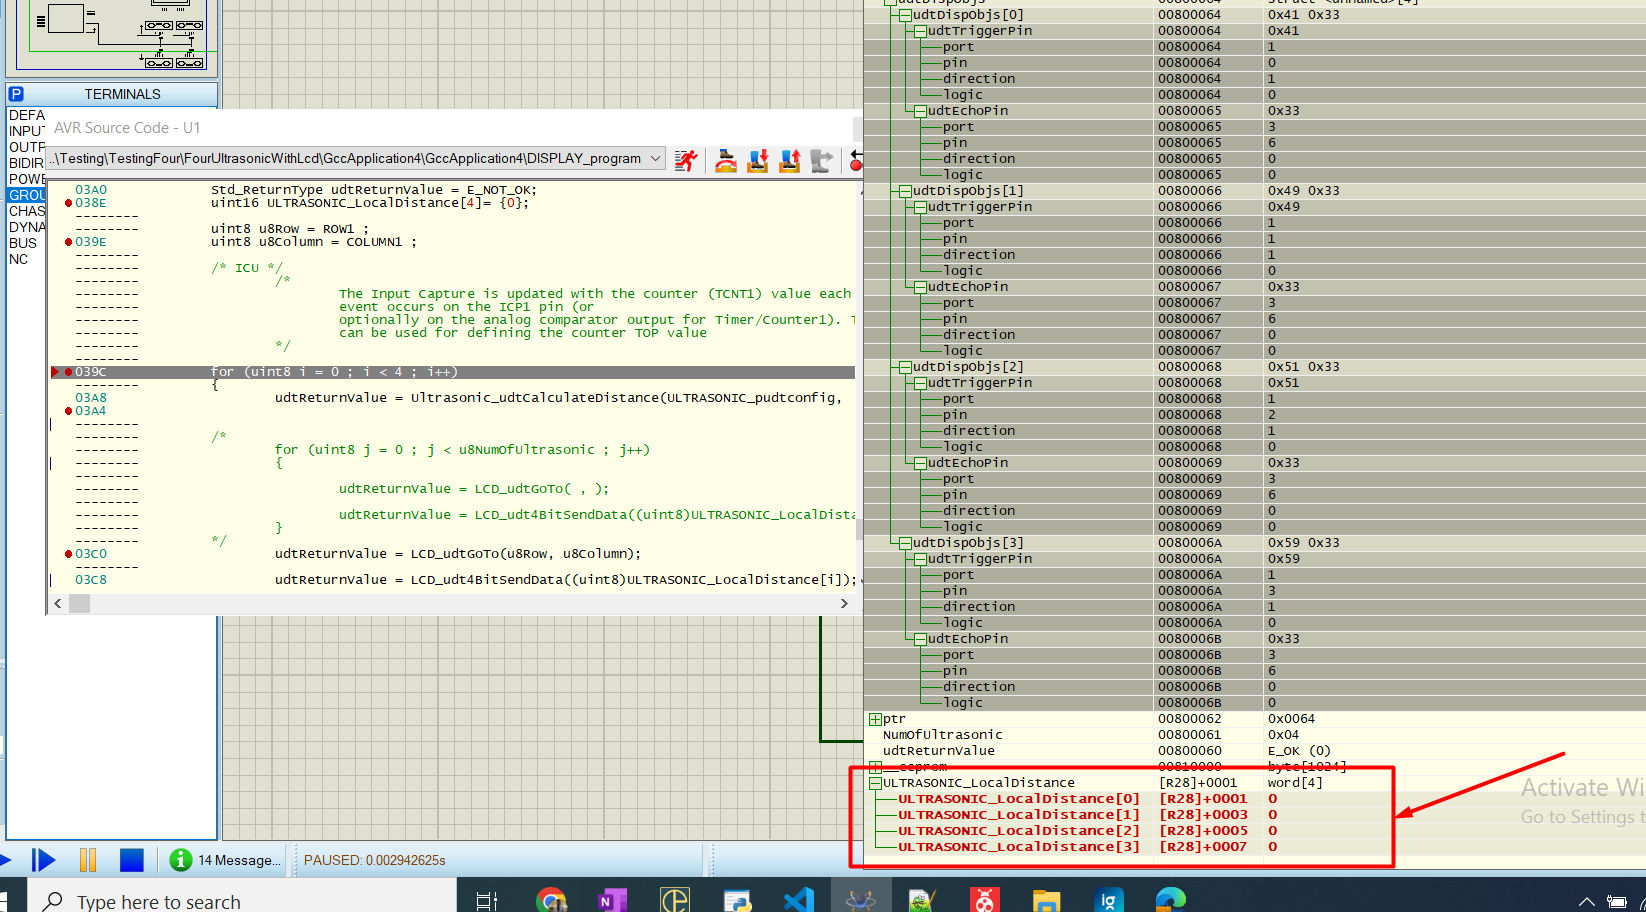 TERMINALS
DEFA
INPUT
OUTP
BIDIR
POWE
GROU
CHAS
DYNA
BUS
NC
AVR Source Code - U1
..\Testing\TestingFour\FourUltrasonicWithLcd\GccApplication4\GccApplication4\DISPLAY_program
03A0 Std_ReturnType udtReturnValue = E_NOT_OK;
038E uint16 ULTRASONIC_LocalDistance[4]= {0};
--------
-------- uint8 u8Row = ROW1 ;
039E uint8 u8Column = COLUMN1 ;
--------
-------- /* ICU */
-------- /*
-------- The Input Capture is updated with the counter (TCNT1) value each
-------- event occurs on the ICP1 pin (or
-------- optionally on the analog comparator output for Timer/Counter1). T
-------- can be used for defining the counter TOP value
-------- */
--------
039C for (uint8 i = 0 ; i < 4 ; i++)
-------- {
03A8 udtReturnValue = Ultrasonic_udtCalculateDistance(ULTRASONIC_pudtconfig,
03A4
--------
-------- /*
-------- for (uint8 j = 0 ; j < u8NumOfUltrasonic ; j++)
-------- {
--------
-------- udtReturnValue = LCD_udtGoTo( , );
--------
-------- udtReturnValue = LCD_udt4BitSendData((uint8)ULTRASONIC_LocalDista
-------- }
-------- */
03C0 udtReturnValue = LCD_udtGoTo(u8Row, u8Column);
--------
03C8 udtReturnValue = LCD_udt4BitSendData((uint8)ULTRASONIC_LocalDistance[i]);
udtDispObjs 00800064 struct <unnamed>[4]
udtDispObjs[0] 00800064 0x41 0x33
udtTriggerPin 00800064 0x41
port 00800064 1
pin 00800064 0
direction 00800064 1
logic 00800064 0
udtEchoPin 00800065 0x33
port 00800065 3
pin 00800065 6
direction 00800065 0
logic 00800065 0
udtDispObjs[1] 00800066 0x49 0x33
udtTriggerPin 00800066 0x49
port 00800066 1
pin 00800066 1
direction 00800066 1
logic 00800066 0
udtEchoPin 00800067 0x33
port 00800067 3
pin 00800067 6
direction 00800067 0
logic 00800067 0
udtDispObjs[2] 00800068 0x51 0x33
udtTriggerPin 00800068 0x51
port 00800068 1
pin 00800068 2
direction 00800068 1
logic 00800068 0
udtEchoPin 00800069 0x33
port 00800069 3
pin 00800069 6
direction 00800069 0
logic 00800069 0
udtDispObjs[3] 0080006A 0x59 0x33
udtTriggerPin 0080006A 0x59
port 0080006A 1
pin 0080006A 3
direction 0080006A 1
logic 0080006A 0
udtEchoPin 0080006B 0x33
port 0080006B 3
pin 0080006B 6
direction 0080006B 0
logic 0080006B 0
ptr 00800062 0x0064
NumOfUltrasonic 00800061 0x04
udtReturnValue 00800060 E_OK (0)
__eeprom 00810000 byte[1024]
ULTRASONIC_LocalDistance [R28]+0001 word[4]
ULTRASONIC_LocalDistance[0] [R28]+0001 0
ULTRASONIC_LocalDistance[1] [R28]+0003 0
ULTRASONIC_LocalDistance[2] [R28]+0005 0
ULTRASONIC_LocalDistance[3] [R28]+0007 0
Activate Wi
Go to Settings t
14 Message...
PAUSED: 0.002942625s
Type here to search